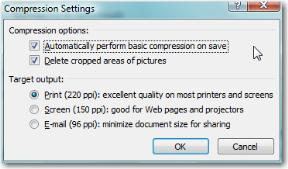 Compression Settings
Compression options:
Automatically perform basic compression on save
Delete cropped areas of pictures
Target output:
Print (220 ppi): excellent quality on most printers and screens
Screen (150 ppi): good for Web pages and projectors
E-mail (96 ppi): minimize document size for sharing
OK Cancel